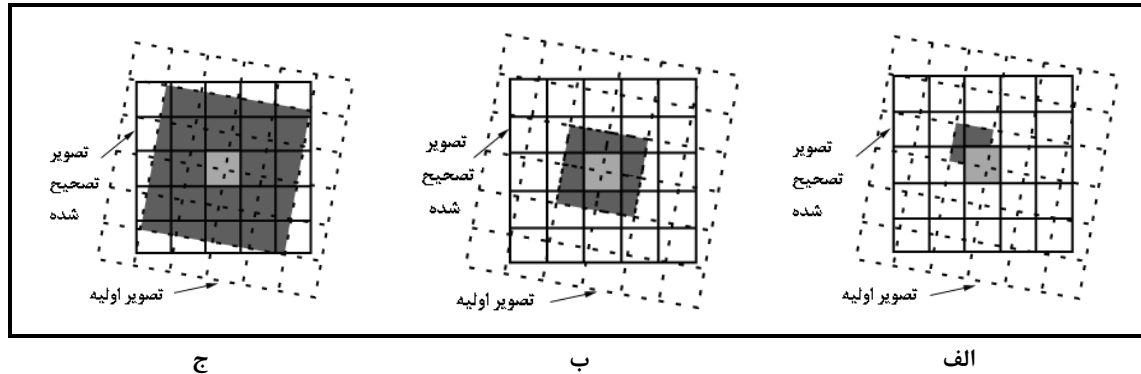 تصویر
تصحیح
شده
تصویر اولیه
تصویر
تصحیح
شده
تصویر اولیه
تصویر
تصحیح
شده
تصویر اولیه
الف
ب
ج